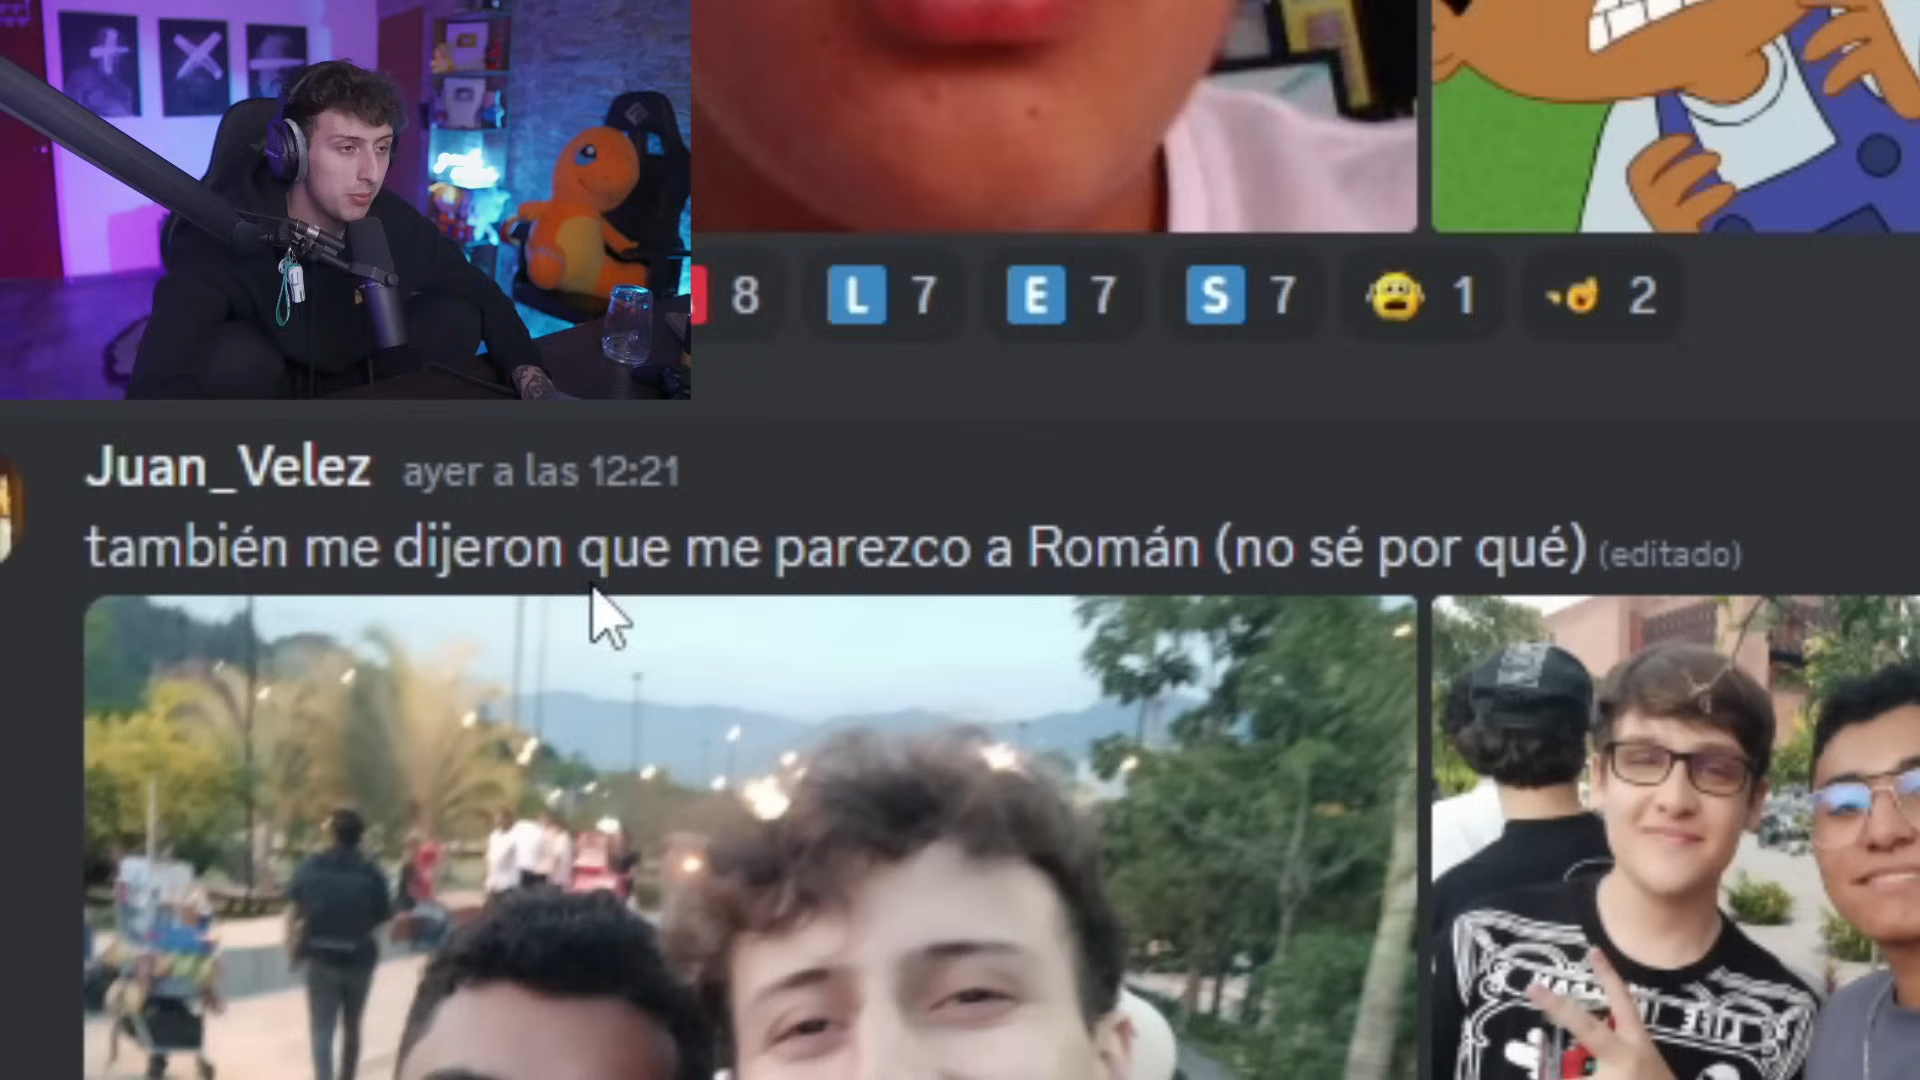 8 L 7 E 7 S 7 1 2
Juan_Velez ayer a las 12:21
también me dijeron que me parezco a Román (no sé por qué) (editado)